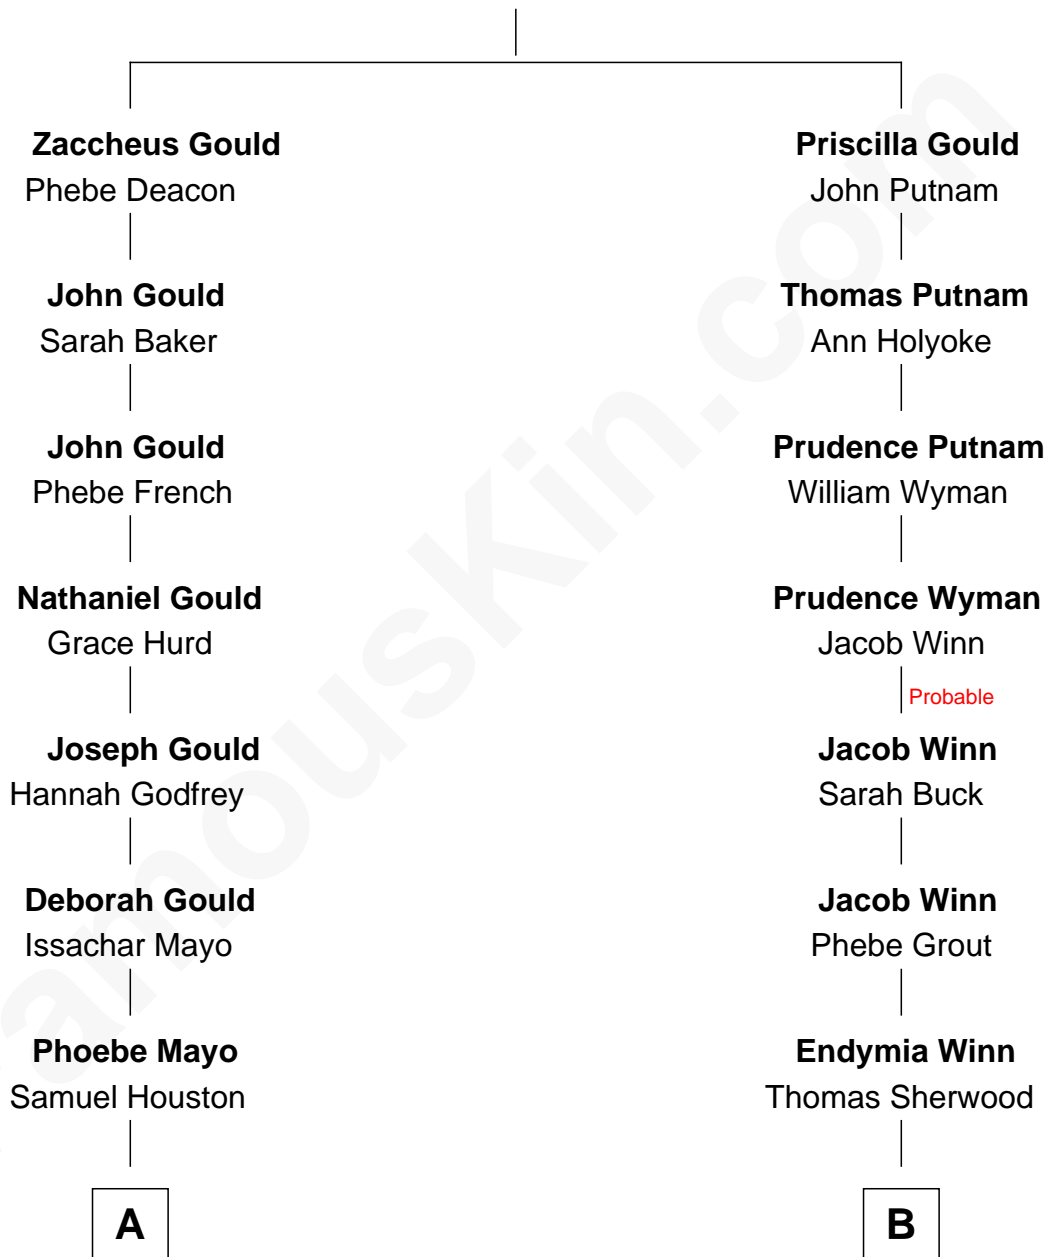 Zaccheus Gould
Phebe Deacon
John Gould
Sarah Baker
John Gould
Phebe French
Nathaniel Gould
Grace Hurd
Joseph Gould
Hannah Godfrey
Deborah Gould
Issachar Mayo
Phoebe Mayo
Samuel Houston
A
Priscilla Gould
John Putnam
Thomas Putnam
Ann Holyoke
Prudence Putnam
William Wyman
Prudence Wyman
Jacob Winn
Probable
Jacob Winn
Sarah Buck
Jacob Winn
Phebe Grout
Endymia Winn
Thomas Sherwood
B
amousKin.com